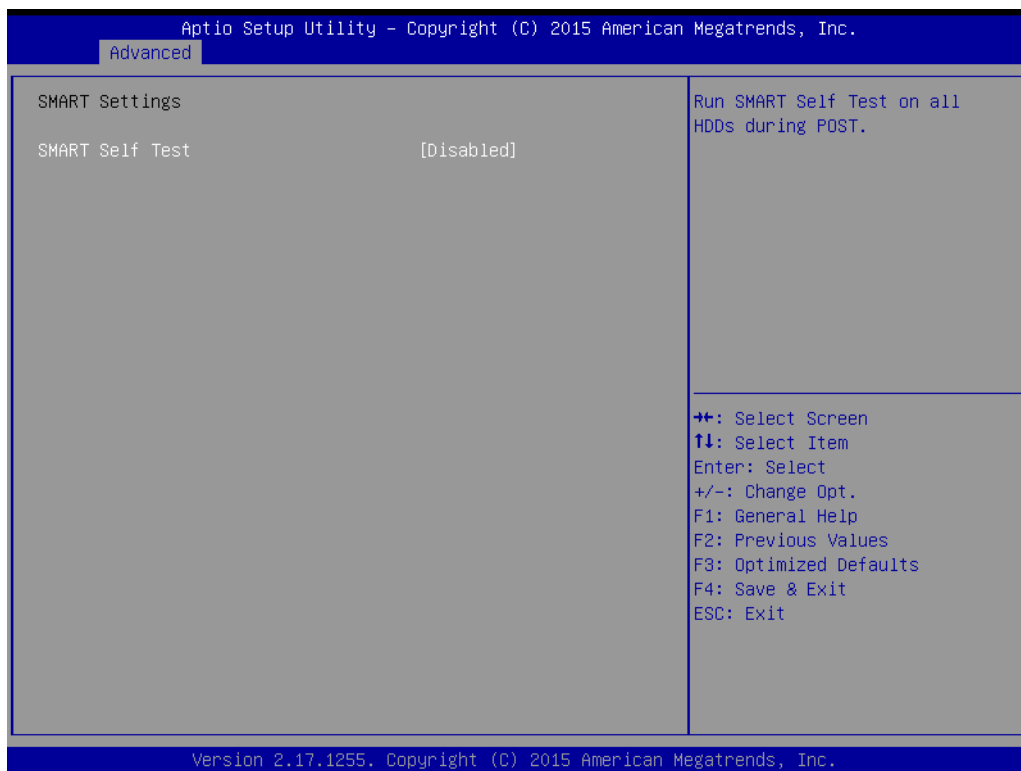 Aptio Setup Utility – Copyright (C) 2015 American Megatrends, Inc.
Advanced
SMART Settings
SMART Self Test [Disabled]
Run SMART Self Test on all
HDDs during POST.
→←: Select Screen
↑↓: Select Item
Enter: Select
+/-: Change Opt.
F1: General Help
F2: Previous Values
F3: Optimized Defaults
F4: Save & Exit
ESC: Exit
Version 2.17.1255. Copyright (C) 2015 American Megatrends, Inc.